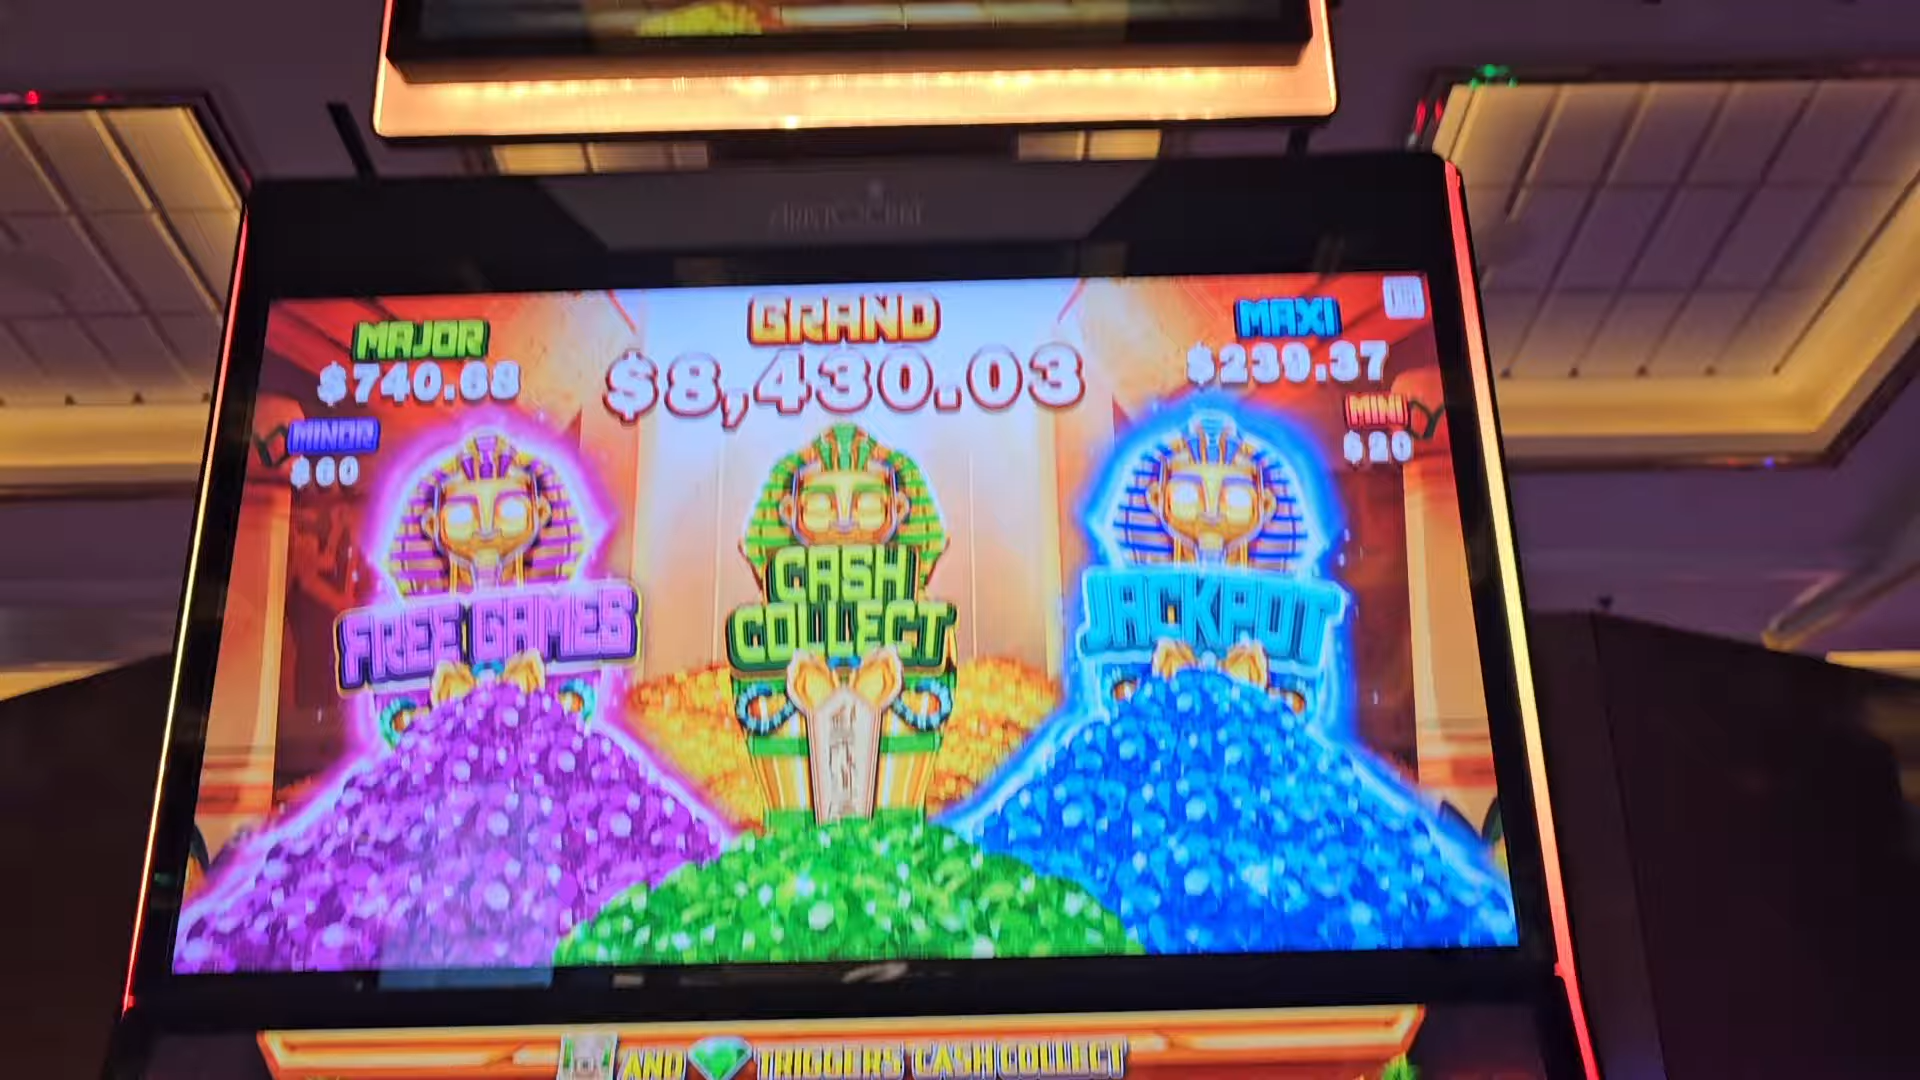 ARISTOCRAT
GRAND
MAJOR
MAXI
$740.68
$8,430.03
$239.37
MINOR
$60
MINI
$20
FREE GAMES
CASH
COLLECT
JACKPOT
AND TRIGGERS CASH COLLECT